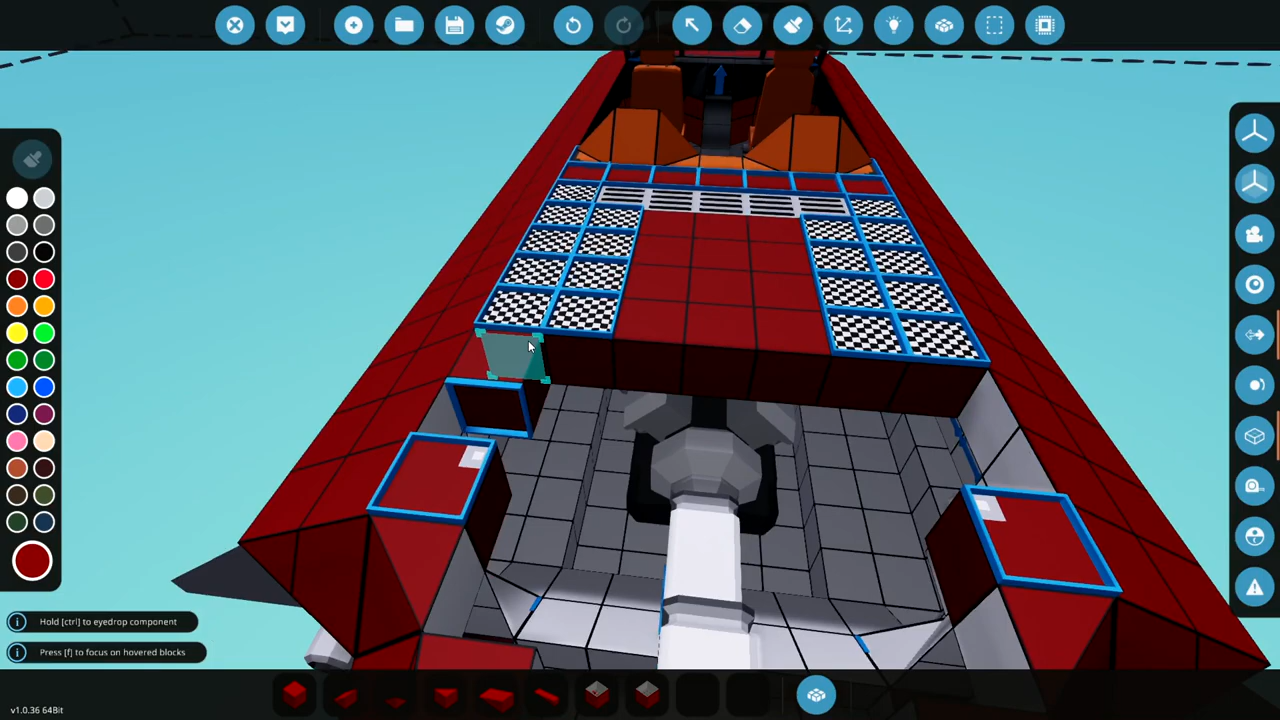 Hold [ctrl] to eyedrop component
Press [f] to focus on hovered blocks
v1.0.36 64Bit